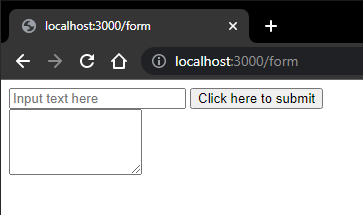 localhost:3000/form
localhost:3000/form
Input text here Click here to submit